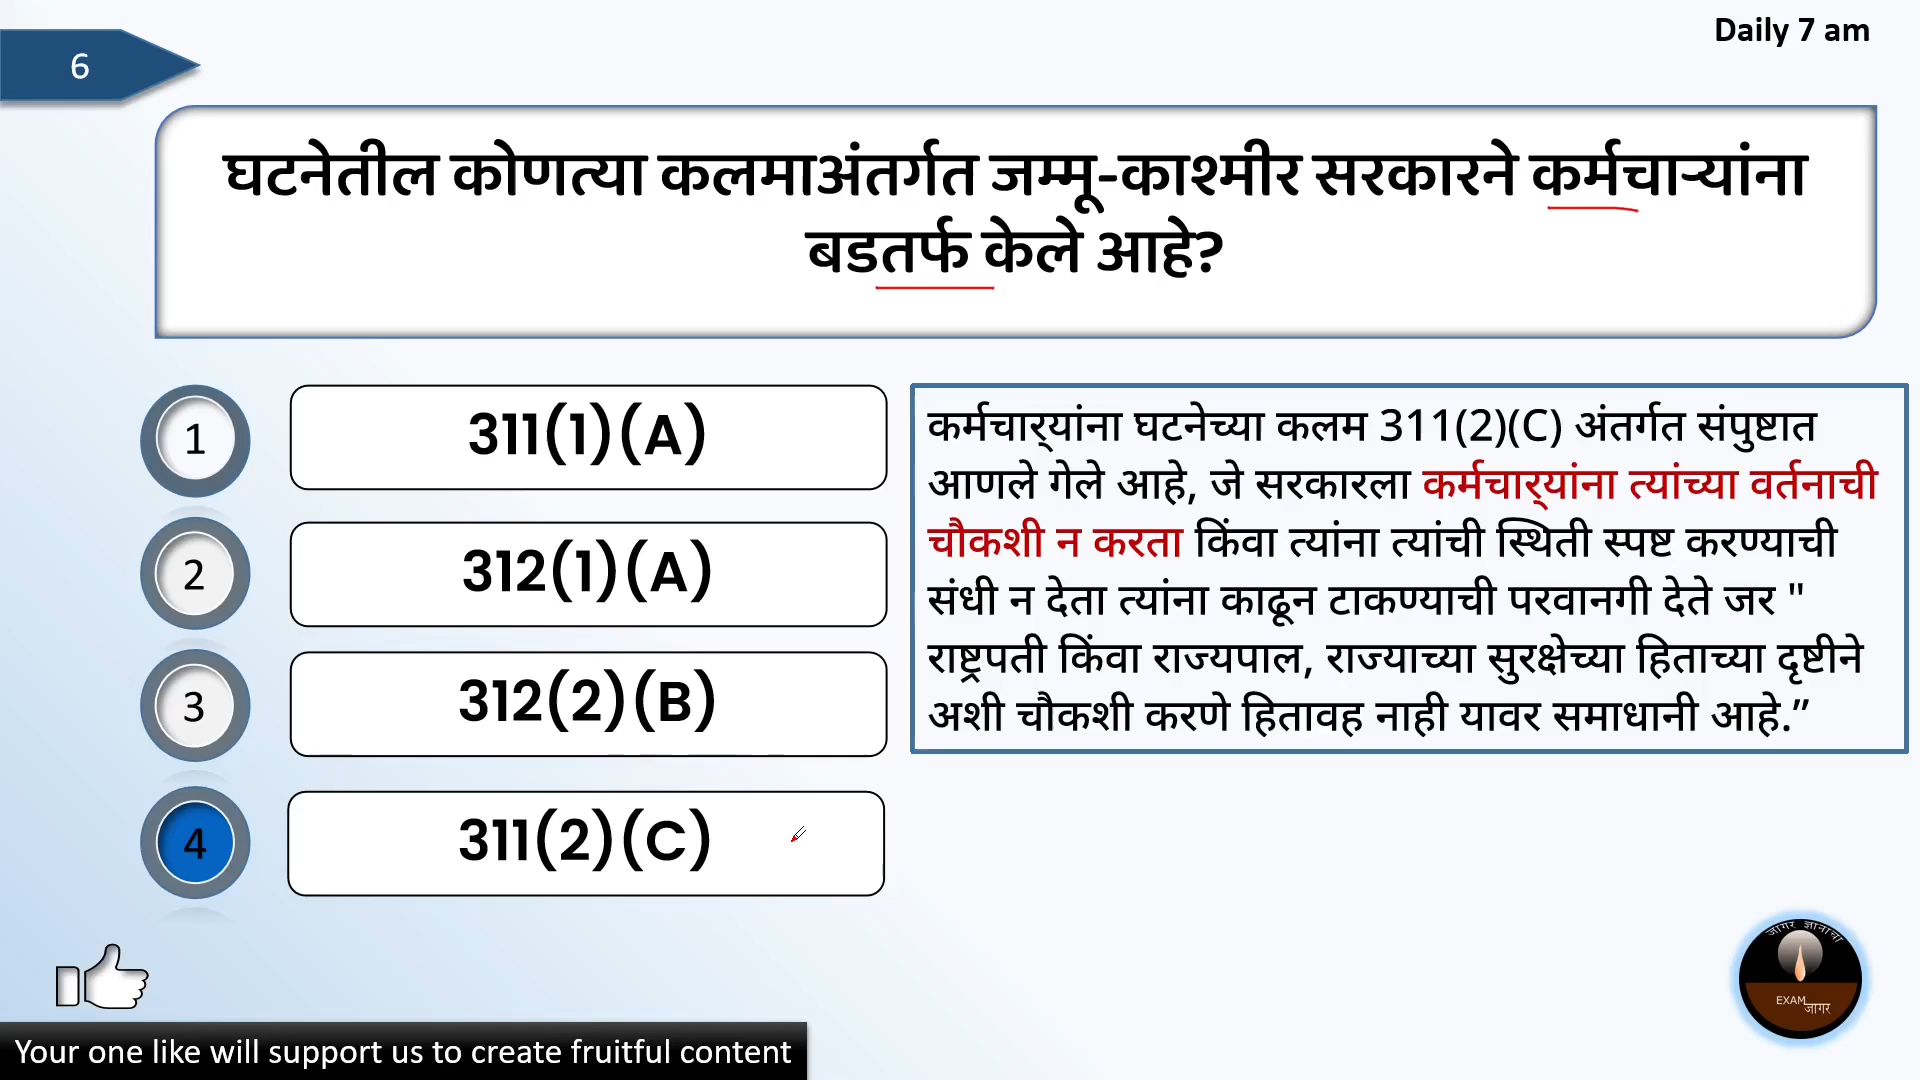 Daily 7 am
6
घटनेतील कोणत्या कलमाअंतर्गत जम्मू-काश्मीर सरकारने कर्मचाऱ्यांना
बडतर्फ केले आहे?
1
311(1)(A)
2
312(1)(A)
3
312(2)(B)
4
311(2)(C)
कर्मचार्‍यांना घटनेच्या कलम 311(2)(C) अंतर्गत संपुष्टात
आणले गेले आहे, जे सरकारला कर्मचार्‍यांना त्यांच्या वर्तनाची
चौकशी न करता किंवा त्यांना त्यांची स्थिती स्पष्ट करण्याची
संधी न देता त्यांना काढून टाकण्याची परवानगी देते जर "
राष्ट्रपती किंवा राज्यपाल, राज्याच्या सुरक्षेच्या हिताच्या दृष्टीने
अशी चौकशी करणे हितावह नाही यावर समाधानी आहे.”
जागर ज्ञानाचा
EXAM
जागर
Your one like will support us to create fruitful content